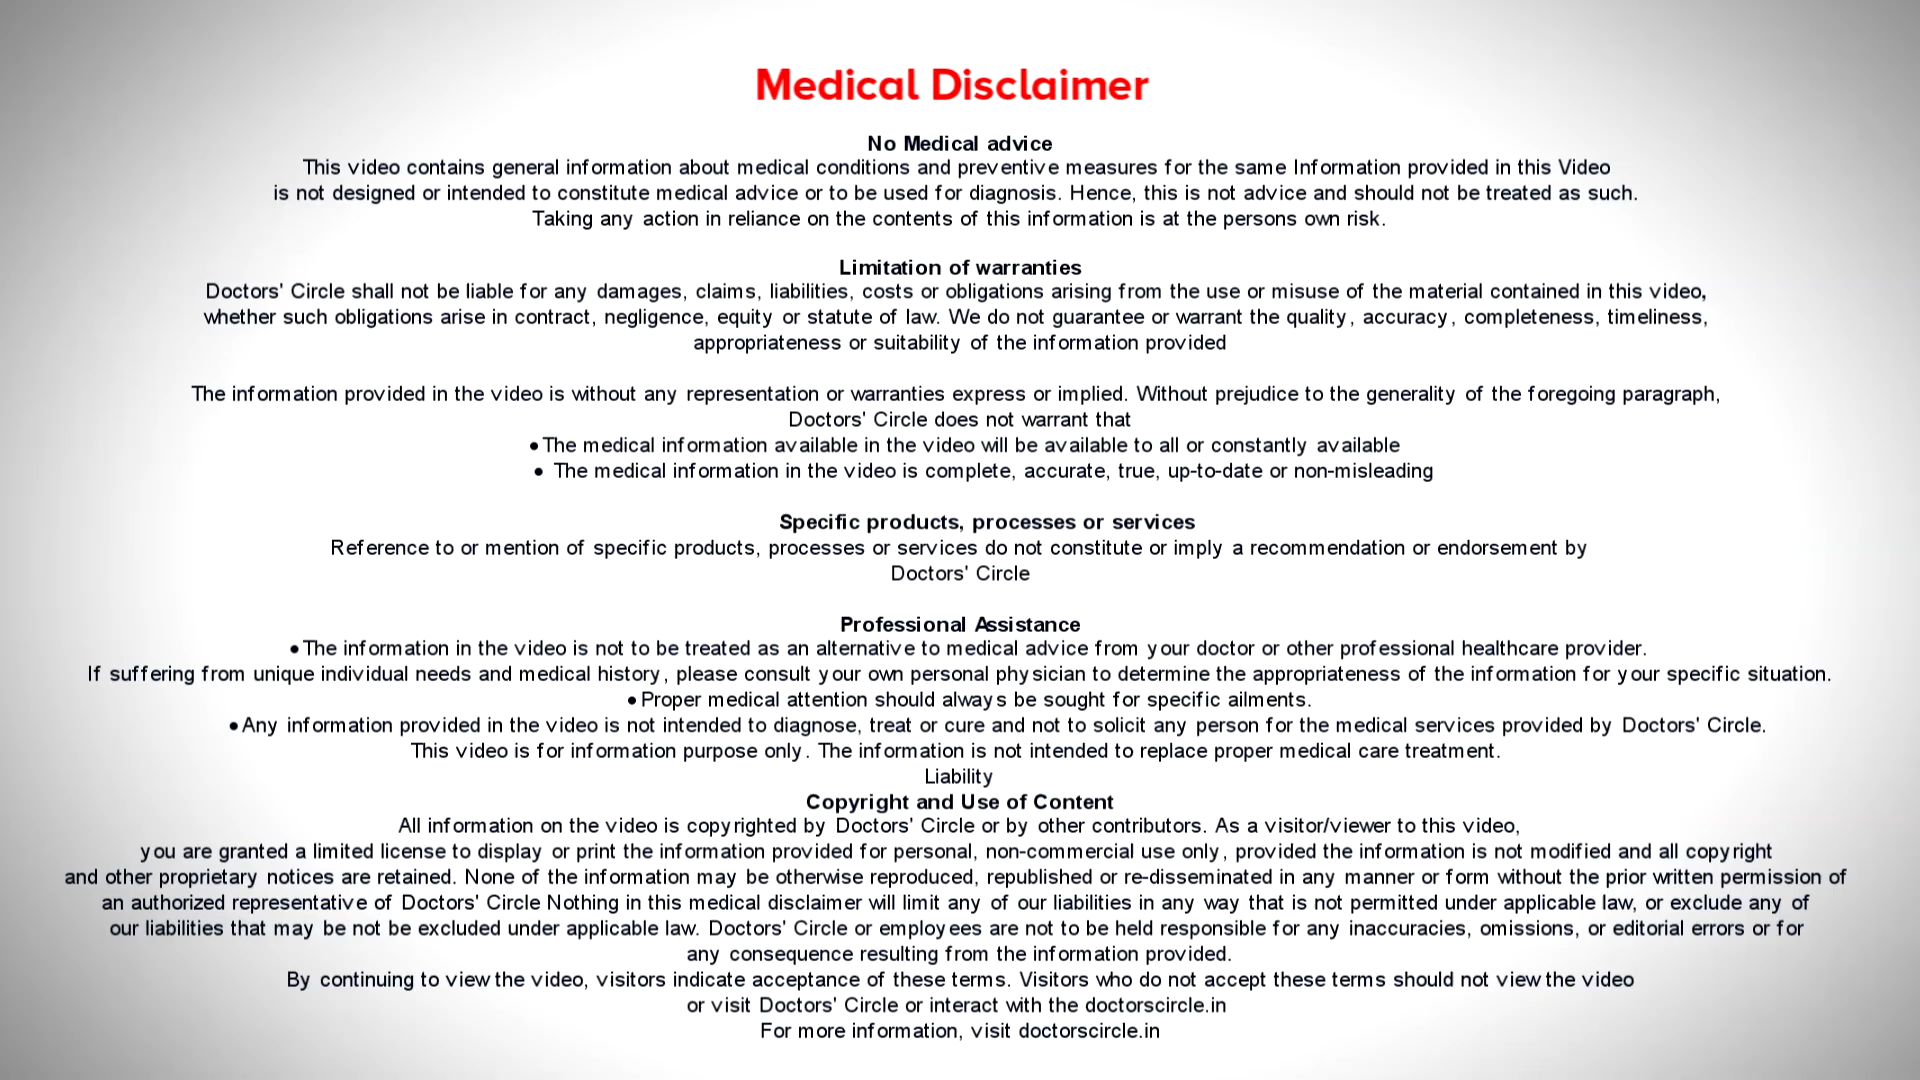 Medical Disclaimer
No Medical advice
This video contains general information about medical conditions and preventive measures for the same Information provided in this Video
is not designed or intended to constitute medical advice or to be used for diagnosis. Hence, this is not advice and should not be treated as such.
Taking any action in reliance on the contents of this information is at the persons own risk.
Limitation of warranties
Doctors' Circle shall not be liable for any damages, claims, liabilities, costs or obligations arising from the use or misuse of the material contained in this video,
whether such obligations arise in contract, negligence, equity or statute of law. We do not guarantee or warrant the quality, accuracy, completeness, timeliness,
appropriateness or suitability of the information provided
The information provided in the video is without any representation or warranties express or implied. Without prejudice to the generality of the foregoing paragraph,
Doctors' Circle does not warrant that
• The medical information available in the video will be available to all or constantly available
• The medical information in the video is complete, accurate, true, up-to-date or non-misleading
Specific products, processes or services
Reference to or mention of specific products, processes or services do not constitute or imply a recommendation or endorsement by
Doctors' Circle
Professional Assistance
• The information in the video is not to be treated as an alternative to medical advice from your doctor or other professional healthcare provider.
If suffering from unique individual needs and medical history, please consult your own personal physician to determine the appropriateness of the information for your specific situation.
• Proper medical attention should always be sought for specific ailments.
• Any information provided in the video is not intended to diagnose, treat or cure and not to solicit any person for the medical services provided by Doctors' Circle.
This video is for information purpose only. The information is not intended to replace proper medical care treatment.
Liability
Copyright and Use of Content
All information on the video is copyrighted by Doctors' Circle or by other contributors. As a visitor/viewer to this video,
you are granted a limited license to display or print the information provided for personal, non-commercial use only, provided the information is not modified and all copyright
and other proprietary notices are retained. None of the information may be otherwise reproduced, republished or re-disseminated in any manner or form without the prior written permission of
an authorized representative of Doctors' Circle Nothing in this medical disclaimer will limit any of our liabilities in any way that is not permitted under applicable law, or exclude any of
our liabilities that may be not be excluded under applicable law. Doctors' Circle or employees are not to be held responsible for any inaccuracies, omissions, or editorial errors or for
any consequence resulting from the information provided.
By continuing to view the video, visitors indicate acceptance of these terms. Visitors who do not accept these terms should not view the video
or visit Doctors' Circle or interact with the doctorscircle.in
For more information, visit doctorscircle.in